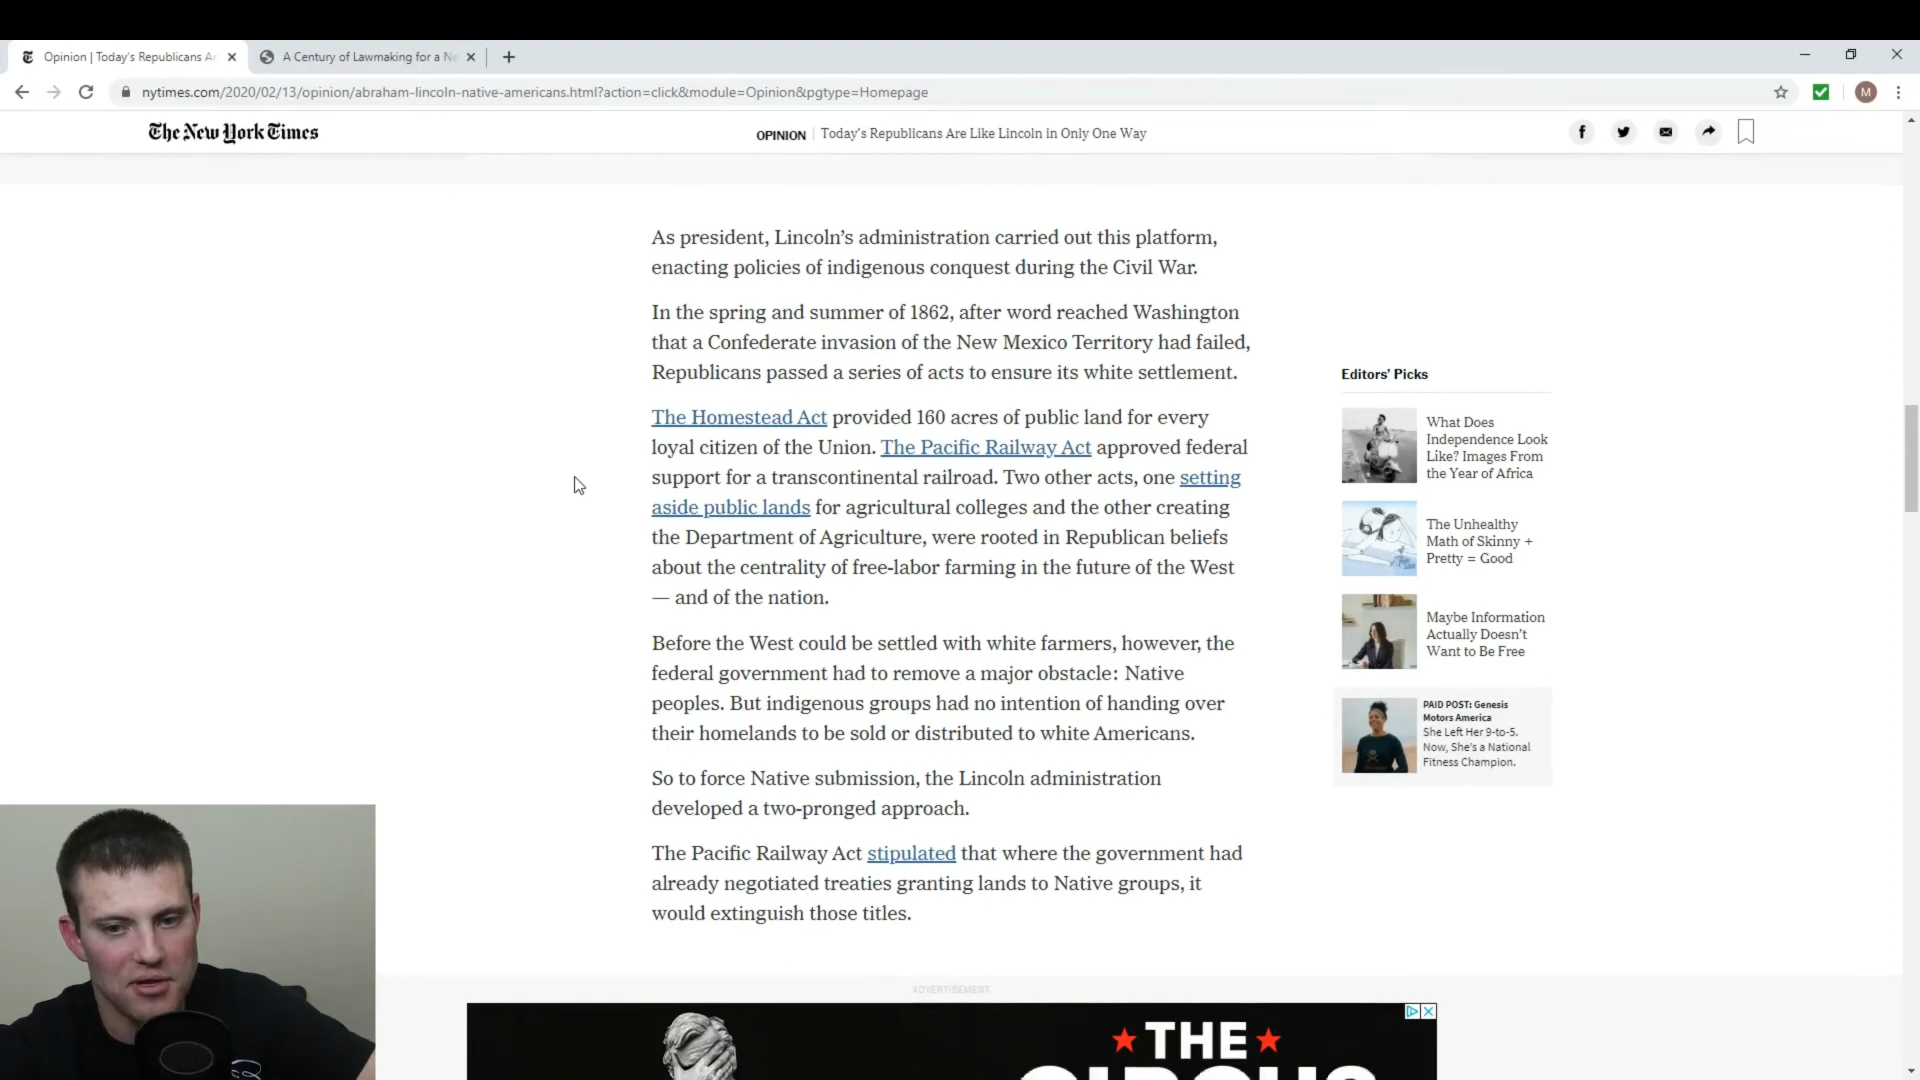 Opinion | Today's Republicans Ar
A Century of Lawmaking for a Ne
nytimes.com/2020/02/13/opinion/abraham-lincoln-native-americans.html?action=click&module=Opinion&pgtype=Homepage
M
The New York Times
OPINION
Today's Republicans Are Like Lincoln in Only One Way
As president, Lincoln's administration carried out this platform,
enacting policies of indigenous conquest during the Civil War.
In the spring and summer of 1862, after word reached Washington
that a Confederate invasion of the New Mexico Territory had failed,
Republicans passed a series of acts to ensure its white settlement.
The Homestead Act provided 160 acres of public land for every
loyal citizen of the Union. The Pacific Railway Act approved federal
support for a transcontinental railroad. Two other acts, one setting
aside public lands for agricultural colleges and the other creating
the Department of Agriculture, were rooted in Republican beliefs
about the centrality of free-labor farming in the future of the West
— and of the nation.
Before the West could be settled with white farmers, however, the
federal government had to remove a major obstacle: Native
peoples. But indigenous groups had no intention of handing over
their homelands to be sold or distributed to white Americans.
So to force Native submission, the Lincoln administration
developed a two-pronged approach.
The Pacific Railway Act stipulated that where the government had
already negotiated treaties granting lands to Native groups, it
would extinguish those titles.
Editors' Picks
What Does
Independence Look
Like? Images From
the Year of Africa
The Unhealthy
Math of Skinny +
Pretty = Good
Maybe Information
Actually Doesn't
Want to Be Free
PAID POST: Genesis
Motors America
She Left Her 9-to-5.
Now, She's a National
Fitness Champion.
ADVERTISEMENT
THE
CIRCUS